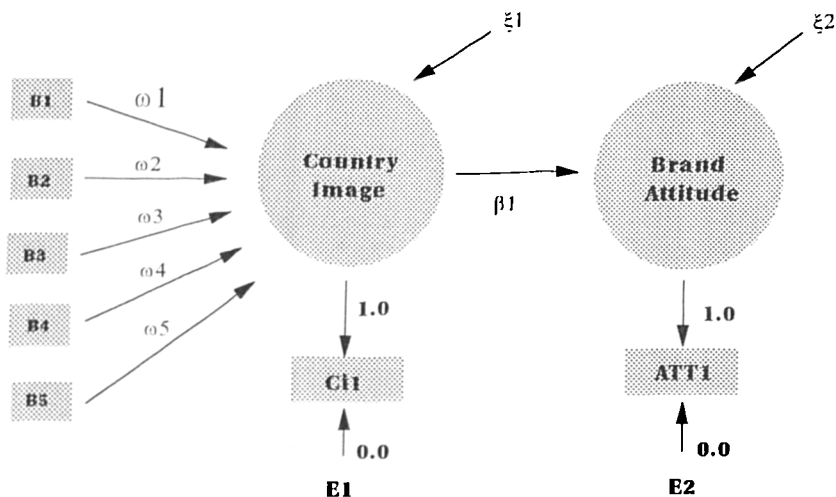 ξ1
ξ2
B1
ω1
B2
ω2
B3
ω3
B4
ω4
B5
ω5
Country
Image
β1
Brand
Attitude
1.0
1.0
CI1
ATT1
0.0
0.0
E1
E2